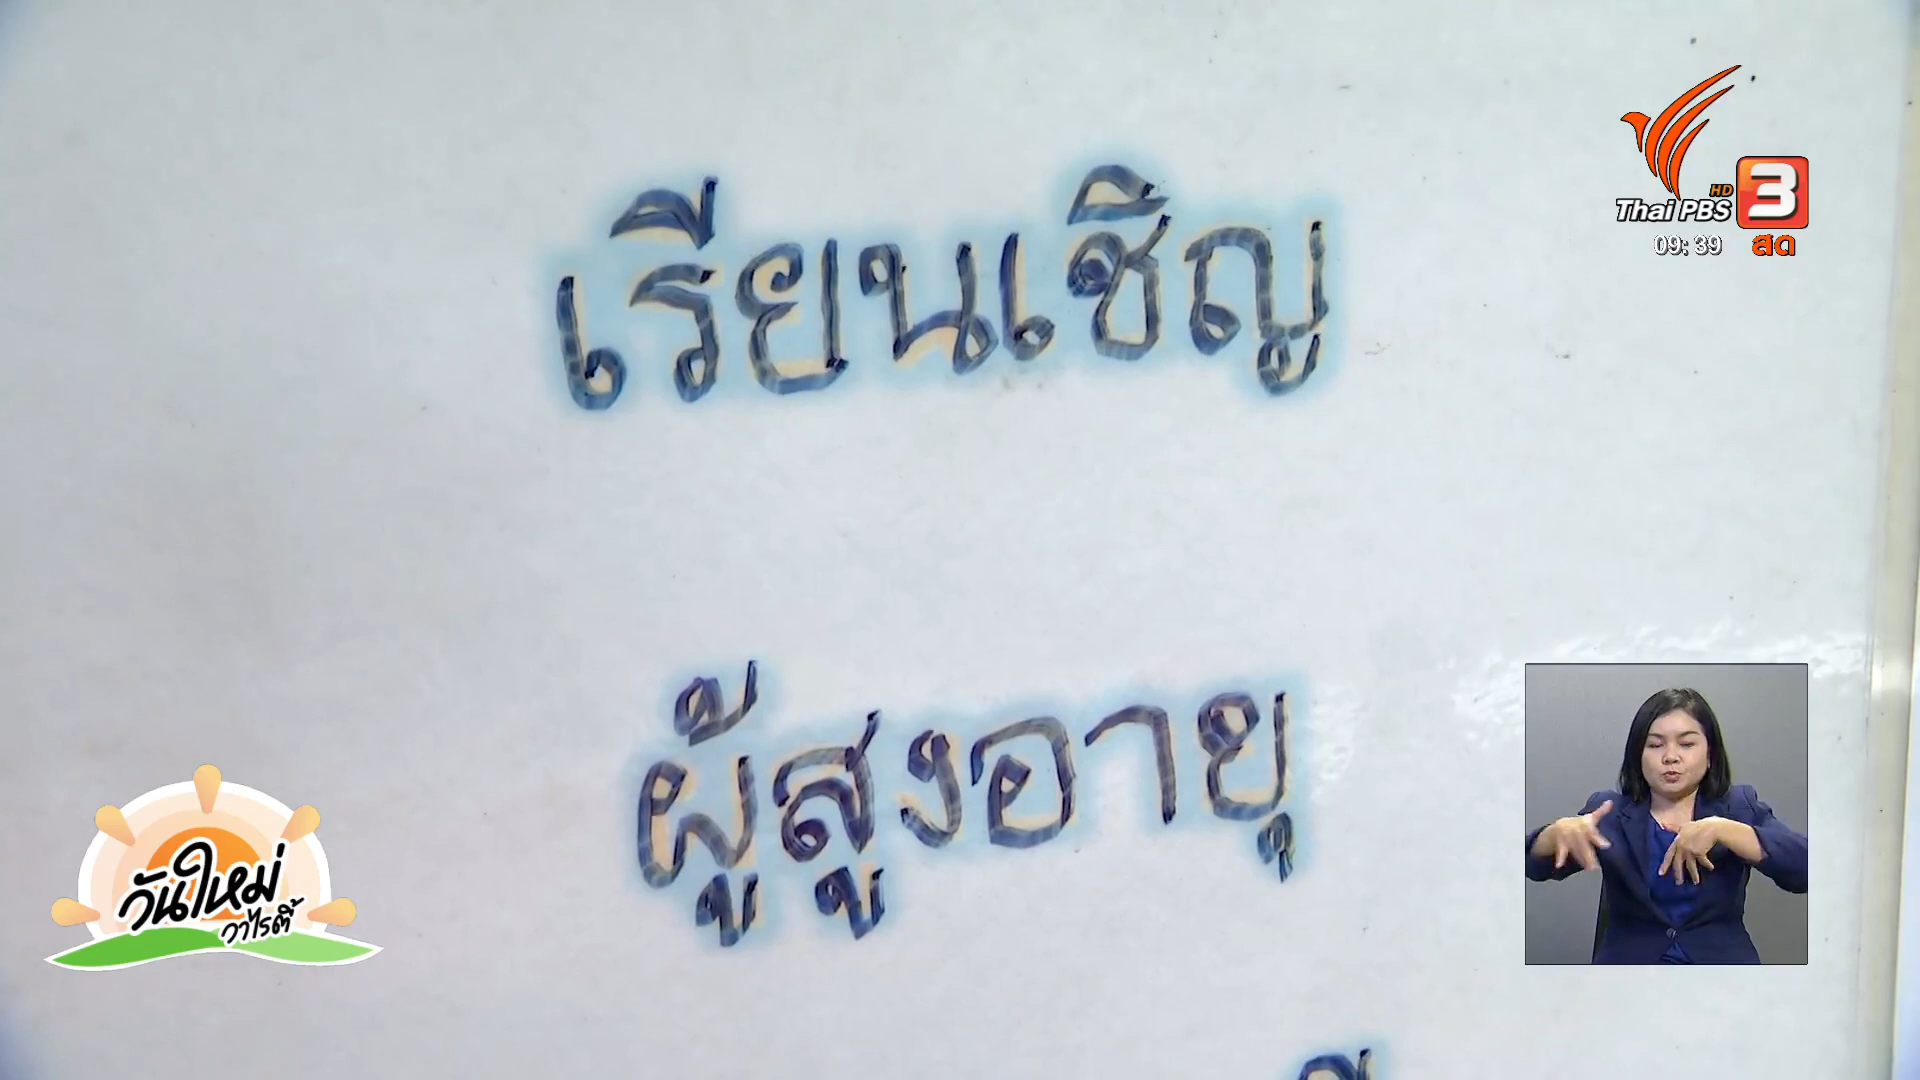 เรียนเชิญ
ผู้สูงอายุ
Thai PBS HD 3
09:39 สด
วันใหม่
วาไรตี้